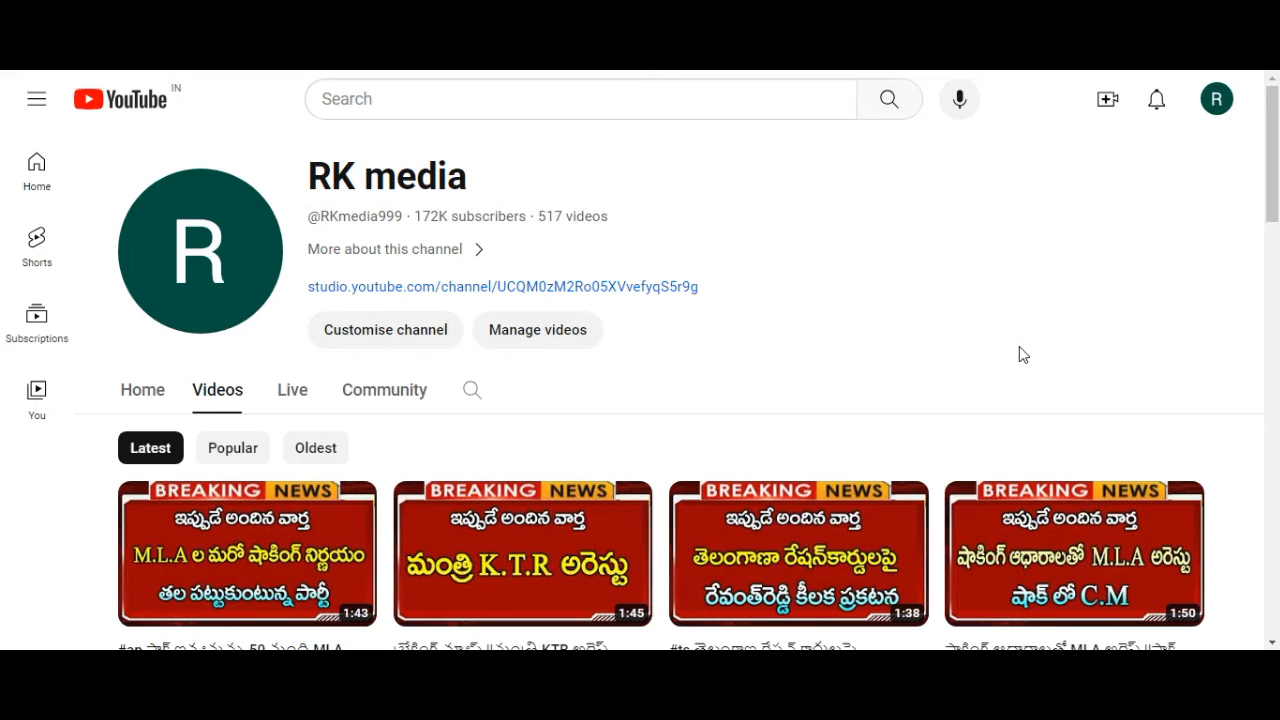 YouTube IN
Search
R
Home
Shorts
Subscriptions
You
R
RK media
@RKmedia999 · 172K subscribers · 517 videos
More about this channel
studio.youtube.com/channel/UCQM0zM2Ro05XVvefyqS5r9g
Customise channel
Manage videos
Home
Videos
Live
Community
Latest
Popular
Oldest
BREAKING NEWS
ఇప్పుడే అందిన వార్త
M.L.A ల మరో షాకింగ్ నిర్ణయం
తల పట్టుకుంటున్న పార్టీ
1:43
BREAKING NEWS
ఇప్పుడే అందిన వార్త
మంత్రి K.T.R అరెస్టు
1:45
BREAKING NEWS
ఇప్పుడే అందిన వార్త
తెలంగాణా రేషన్‌కార్డులపై
రేవంత్‌రెడ్డి కీలక ప్రకటన
1:38
BREAKING NEWS
ఇప్పుడే అందిన వార్త
షాకింగ్ ఆధారాలతో M.L.A అరెస్టు
షాక్ లో C.M
1:50